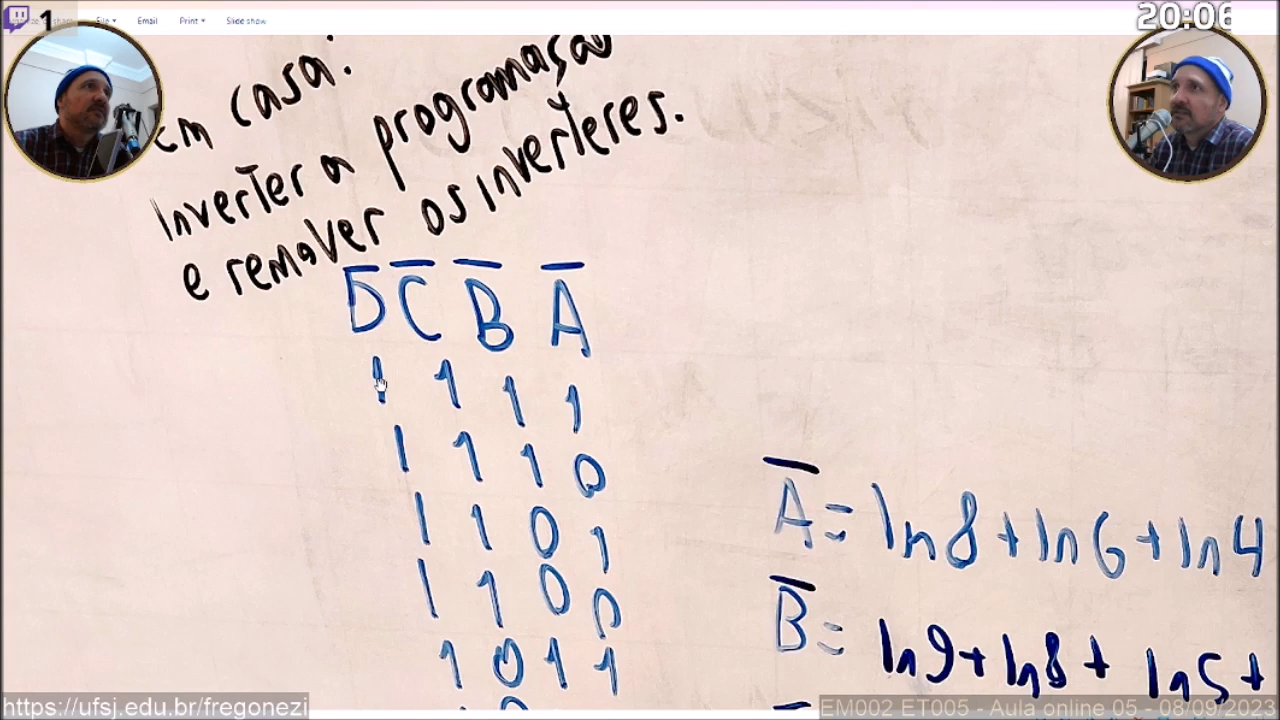 1
File ▾ Email Print ▾ Slide show
20:06
Em casa:
Inverter a programação
e remover os inverteres.
D̅ C̅ B̅ A̅
1 1 1 1
1 1 1 0
1 1 0 1
1 1 0 0
1 0 1 1
A̅ = ln8 + ln6 + ln4
B̅ = ln9 + ln8 + ln5 +
https://ufsj.edu.br/fregonezi
EM002 ET005 - Aula online 05 - 08/09/2023